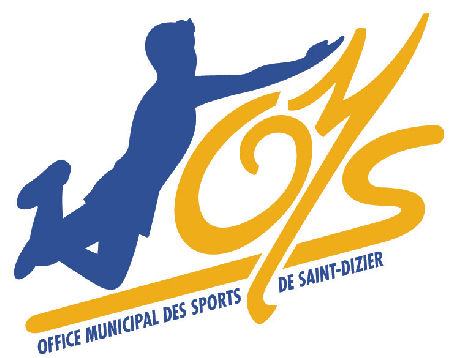 OMS
OFFICE MUNICIPAL DES SPORTS DE SAINT-DIZIER